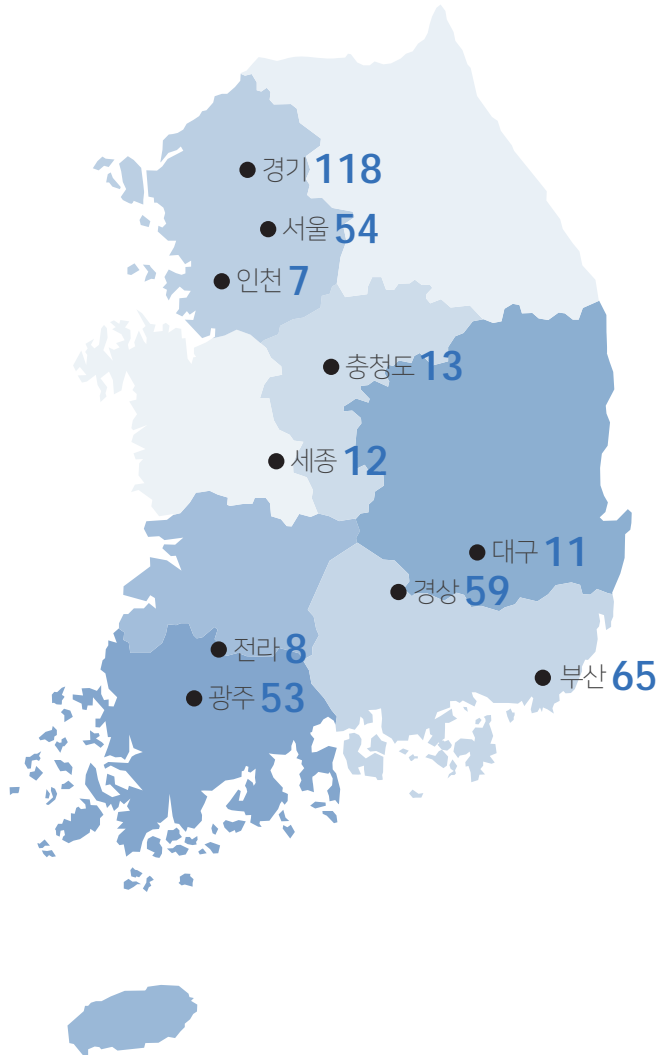 경기 118
서울 54
인천 7
충청도 13
세종 12
대구 11
경상 59
전라 8
부산 65
광주 53